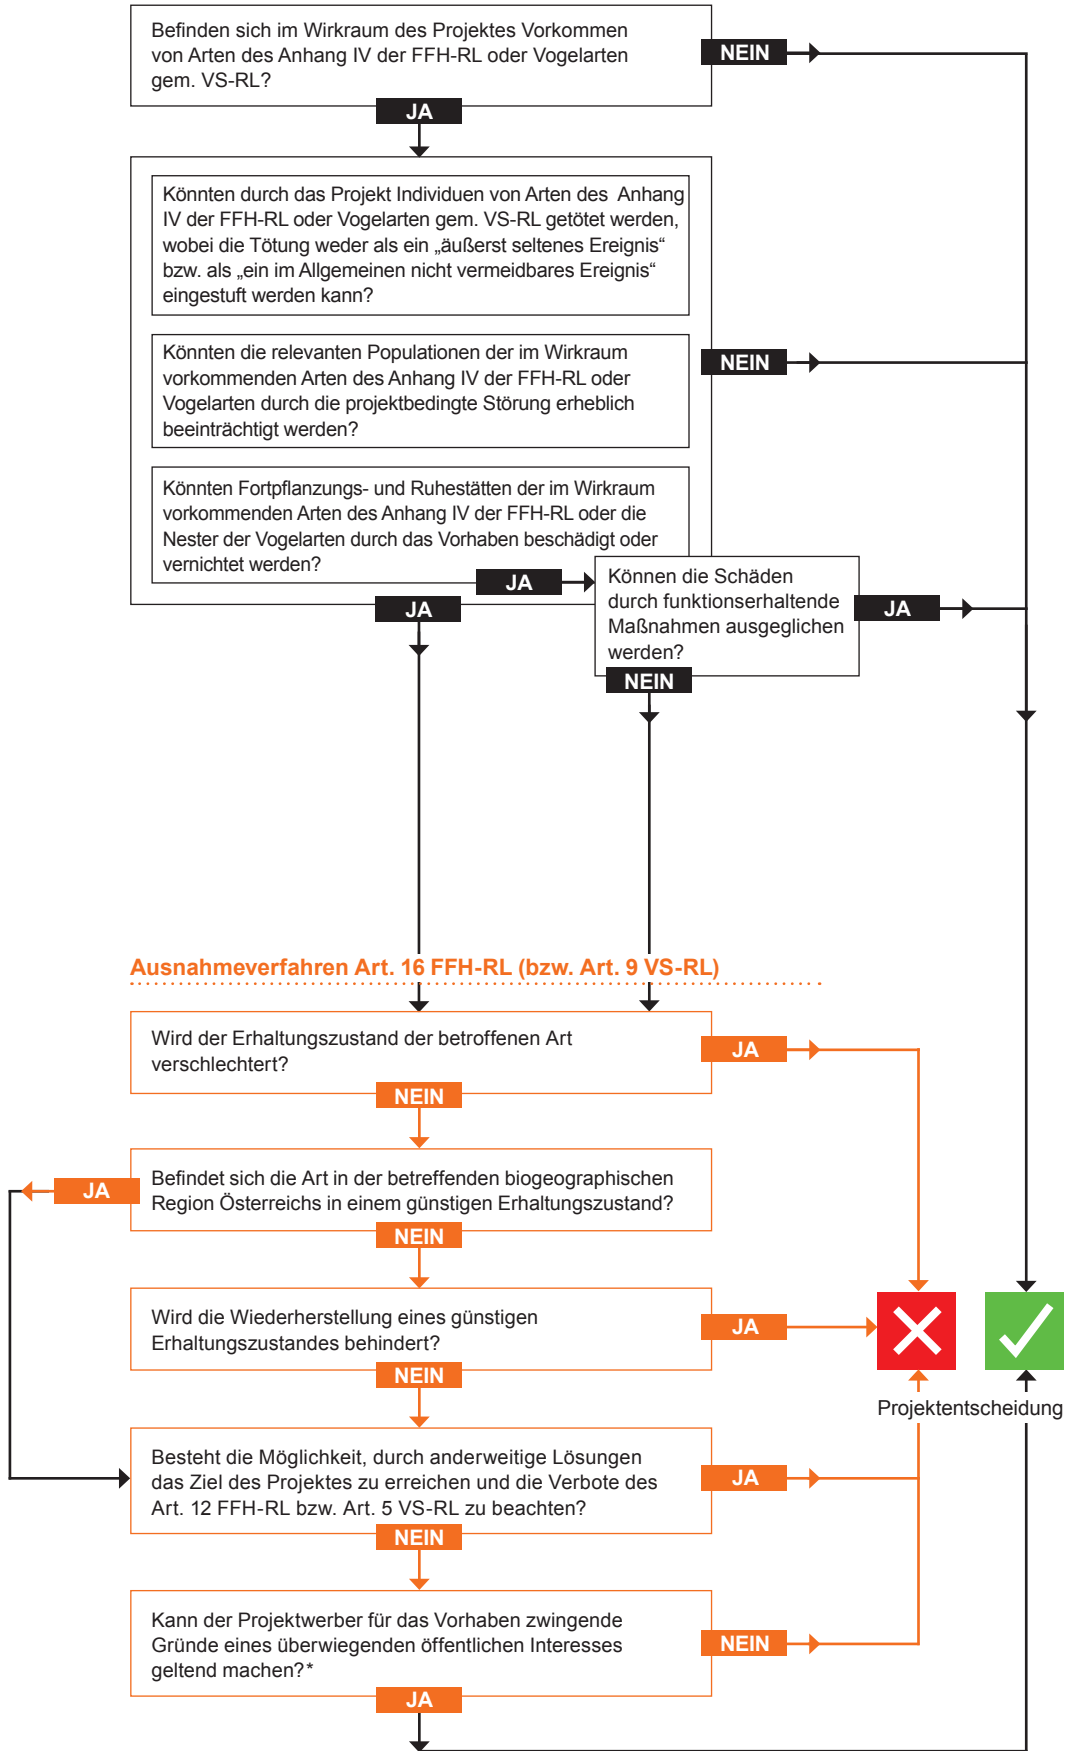 Befinden sich im Wirkraum des Projektes Vorkommen
von Arten des Anhang IV der FFH-RL oder Vogelarten
gem. VS-RL?
NEIN
JA
Könnten durch das Projekt Individuen von Arten des Anhang
IV der FFH-RL oder Vogelarten gem. VS-RL getötet werden,
wobei die Tötung weder als ein „äußerst seltenes Ereignis“
bzw. als „ein im Allgemeinen nicht vermeidbares Ereignis“
eingestuft werden kann?
Könnten die relevanten Populationen der im Wirkraum
vorkommenden Arten des Anhang IV der FFH-RL oder
Vogelarten durch die projektbedingte Störung erheblich
beeinträchtigt werden?
NEIN
Könnten Fortpflanzungs- und Ruhestätten der im Wirkraum
vorkommenden Arten des Anhang IV der FFH-RL oder die
Nester der Vogelarten durch das Vorhaben beschädigt oder
vernichtet werden?
JA
JA
Können die Schäden
durch funktionserhaltende
Maßnahmen ausgeglichen
werden?
JA
NEIN
Ausnahmeverfahren Art. 16 FFH-RL (bzw. Art. 9 VS-RL)
Wird der Erhaltungszustand der betroffenen Art
verschlechtert?
JA
NEIN
Befindet sich die Art in der betreffenden biogeographischen
Region Österreichs in einem günstigen Erhaltungszustand?
JA
NEIN
Wird die Wiederherstellung eines günstigen
Erhaltungszustandes behindert?
JA
NEIN
Projektentscheidung
Besteht die Möglichkeit, durch anderweitige Lösungen
das Ziel des Projektes zu erreichen und die Verbote des
Art. 12 FFH-RL bzw. Art. 5 VS-RL zu beachten?
JA
NEIN
Kann der Projektwerber für das Vorhaben zwingende
Gründe eines überwiegenden öffentlichen Interesses
geltend machen?*
NEIN
JA